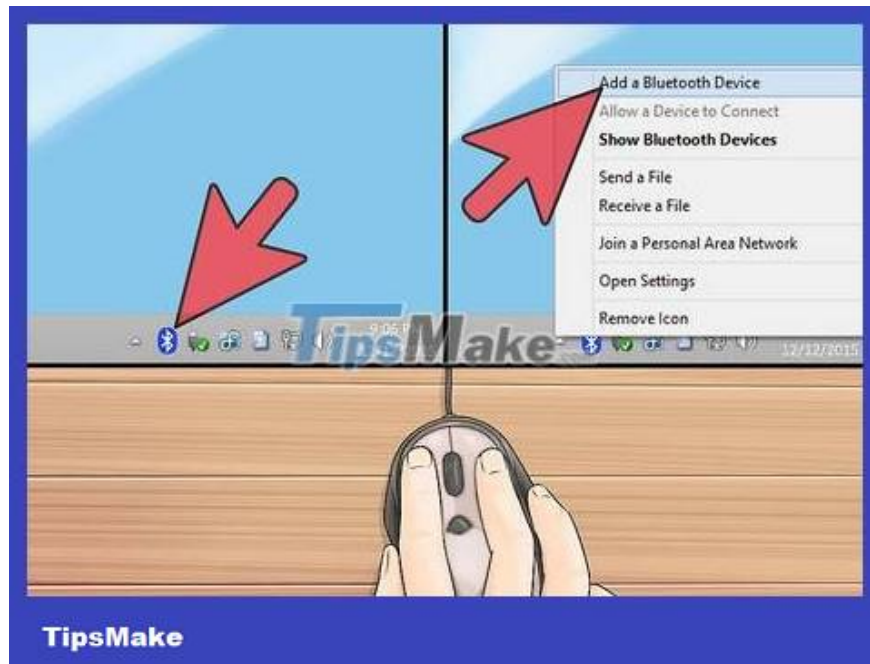 Add a Bluetooth Device
Allow a Device to Connect
Show Bluetooth Devices
Send a File
Receive a File
Join a Personal Area Network
Open Settings
Remove Icon
9:06 P
TipsMake
12/12/2015
TipsMake